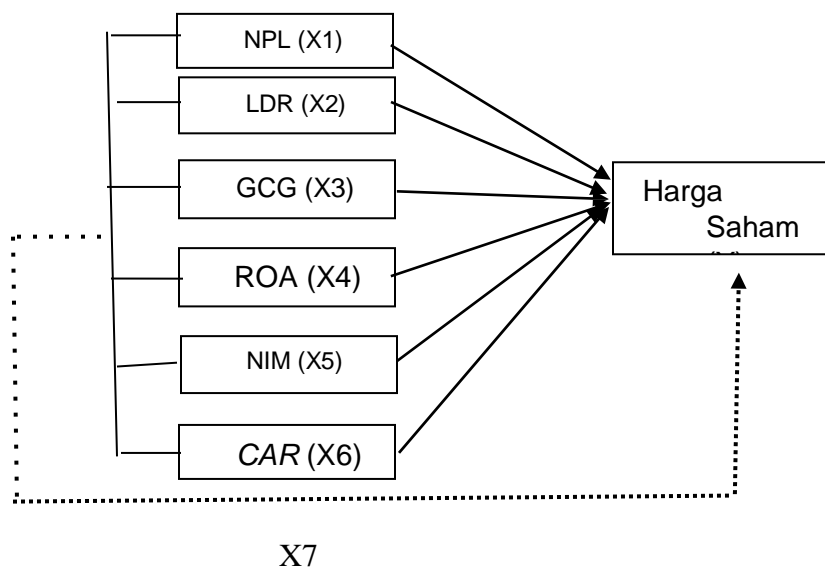 NPL (X1)
LDR (X2)
GCG (X3)
ROA (X4)
NIM (X5)
CAR (X6)
Harga
Saham
X7